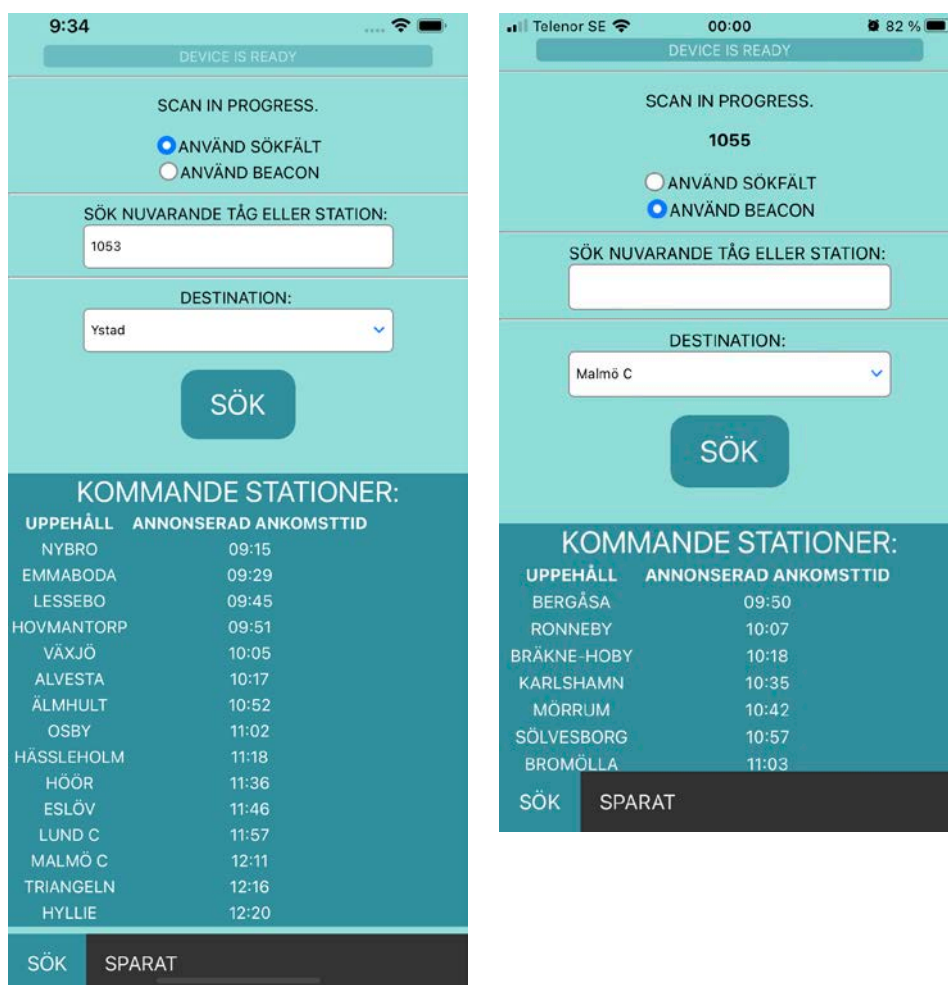 9:34
DEVICE IS READY
SCAN IN PROGRESS.
ANVÄND SÖKFÄLT
ANVÄND BEACON
SÖK NUVARANDE TÅG ELLER STATION:
1053
DESTINATION:
Ystad
SÖK
KOMMANDE STATIONER:
UPPEHÅLL ANNONSERAD ANKOMSTTID
NYBRO 09:15
EMMABODA 09:29
LESSEBO 09:45
HOVMANTORP 09:51
VÄXJÖ 10:05
ALVESTA 10:17
ÄLMHULT 10:52
OSBY 11:02
HÄSSLEHOLM 11:18
HÖÖR 11:36
ESLÖV 11:46
LUND C 11:57
MALMÖ C 12:11
TRIANGELN 12:16
HYLLIE 12:20
SÖK SPARAT
Telenor SE 00:00 82 %
DEVICE IS READY
SCAN IN PROGRESS.
1055
ANVÄND SÖKFÄLT
ANVÄND BEACON
SÖK NUVARANDE TÅG ELLER STATION:
DESTINATION:
Malmö C
SÖK
KOMMANDE STATIONER:
UPPEHÅLL ANNONSERAD ANKOMSTTID
BERGÅSA 09:50
RONNEBY 10:07
BRÄKNE-HOBY 10:18
KARLSHAMN 10:35
MÖRRUM 10:42
SÖLVESBORG 10:57
BROMÖLLA 11:03
SÖK SPARAT